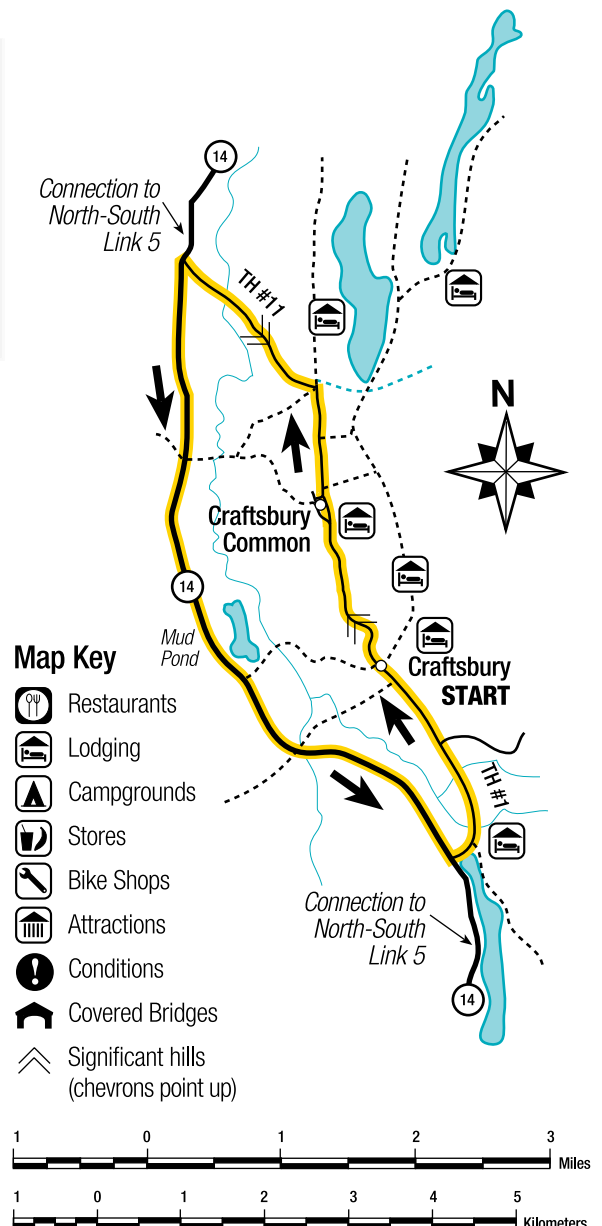 14
Connection to
North-South
Link 5
TH #11
N
Craftsbury
Common
14
Mud
Pond
Craftsbury
START
TH #1
Connection to
North-South
Link 5
14
Map Key
Restaurants
Lodging
Campgrounds
Stores
Bike Shops
Attractions
Conditions
Covered Bridges
Significant hills
(chevrons point up)
1 0 1 2 3
Miles
1 0 1 2 3 4 5
Kilometers